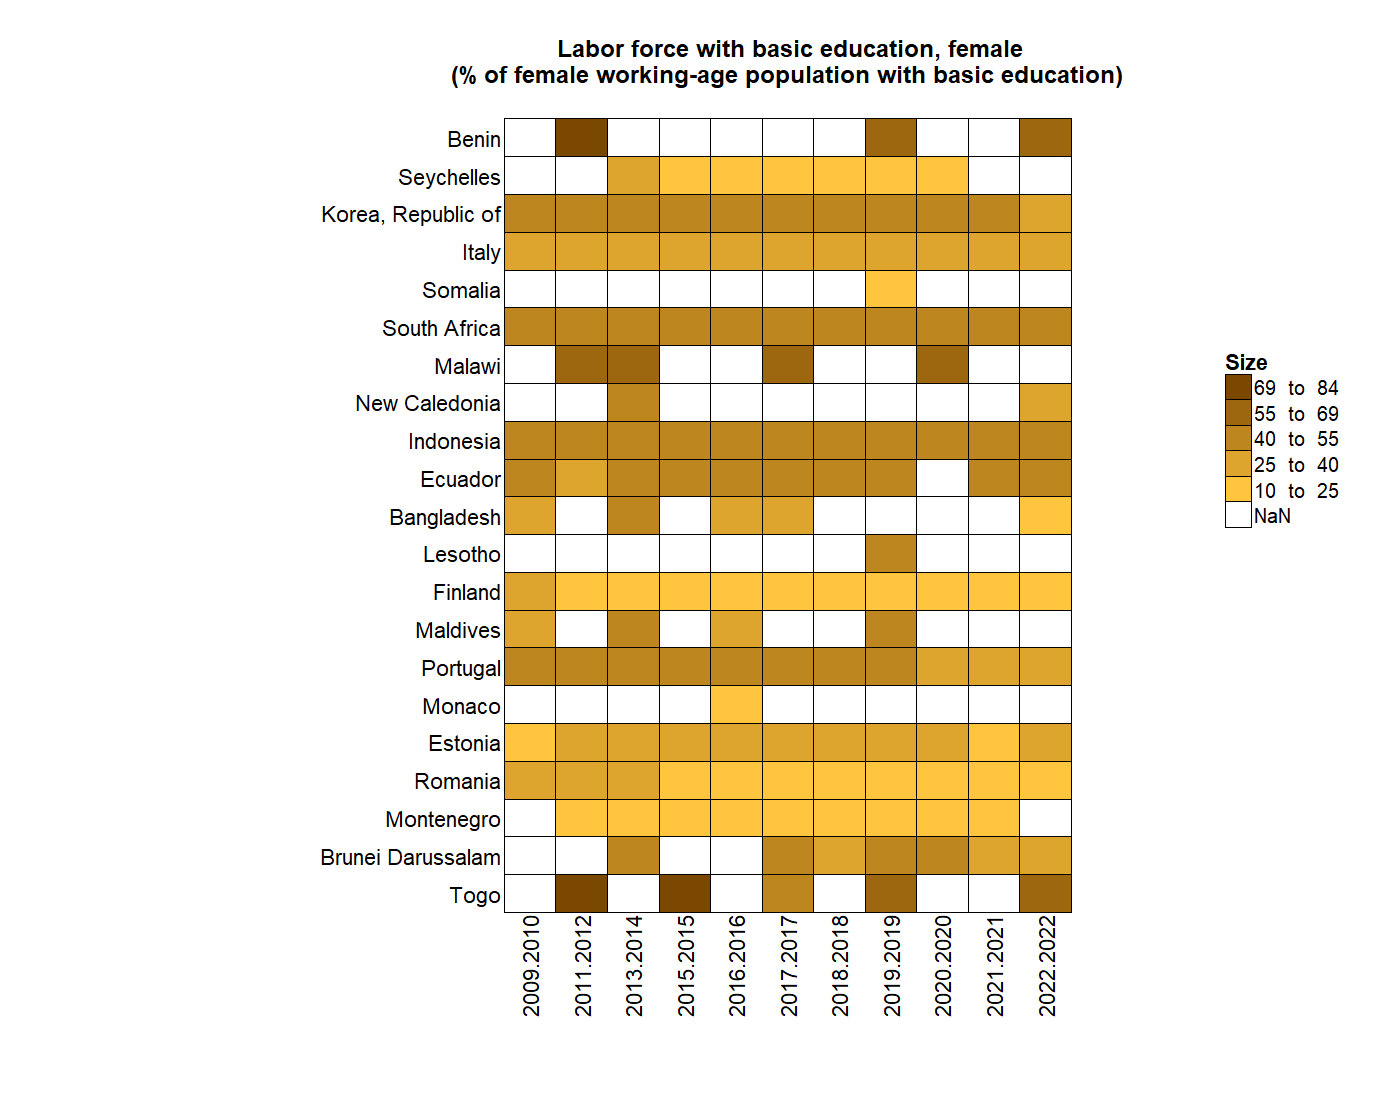 Labor force with basic education, female
(% of female working-age population with basic education)
Benin
Seychelles
Korea, Republic of
Italy
Somalia
South Africa
Malawi
New Caledonia
Indonesia
Ecuador
Bangladesh
Lesotho
Finland
Maldives
Portugal
Monaco
Estonia
Romania
Montenegro
Brunei Darussalam
Togo
2009.2010
2011.2012
2013.2014
2015.2015
2016.2016
2017.2017
2018.2018
2019.2019
2020.2020
2021.2021
2022.2022
Size
69 to 84
55 to 69
40 to 55
25 to 40
10 to 25
NaN